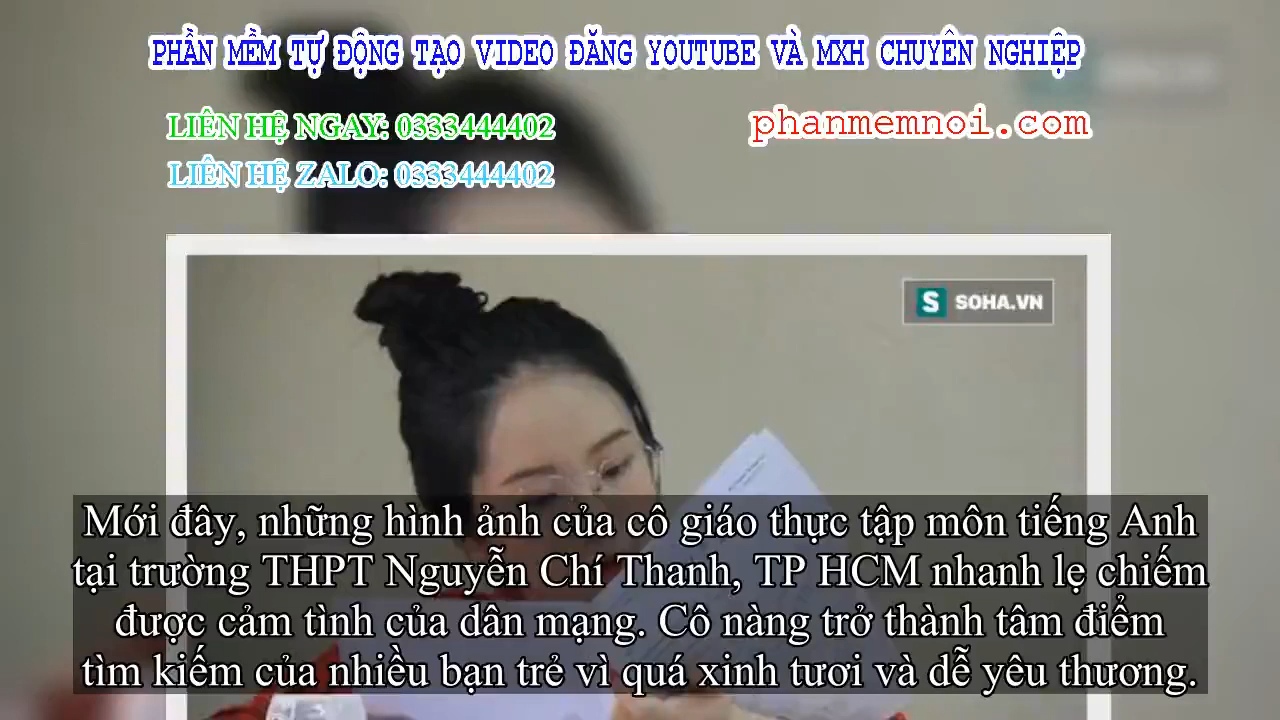 PHẦN MỀM TỰ ĐỘNG TẠO VIDEO ĐĂNG YOUTUBE VÀ MXH CHUYÊN NGHIỆP
LIÊN HỆ NGAY: 0333444402
phanmemnoi.com
LIÊN HỆ ZALO: 0333444402
S SOHA.VN
Mới đây, những hình ảnh của cô giáo thực tập môn tiếng Anh
tại trường THPT Nguyễn Chí Thanh, TP HCM nhanh lẹ chiếm
được cảm tình của dân mạng. Cô nàng trở thành tâm điểm
tìm kiếm của nhiều bạn trẻ vì quá xinh tươi và dễ yêu thương.